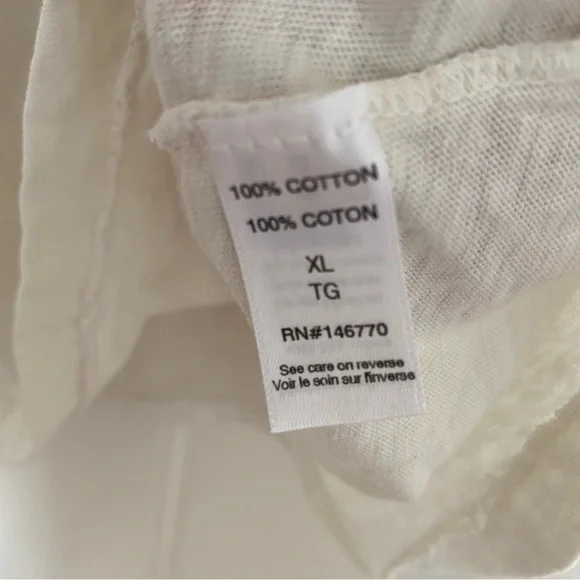 100% COTTON
100% COTON
XL
TG
RN#146770
See care on reverse
Voir le soin sur l'inverse